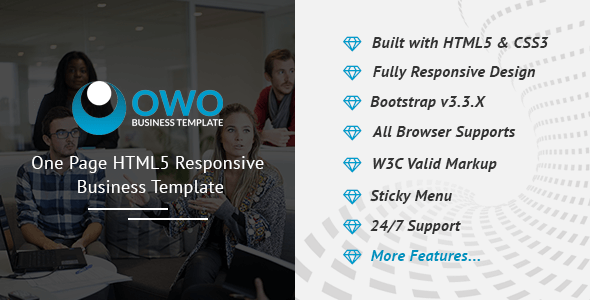 OWO
BUSINESS TEMPLATE
One Page HTML5 Responsive
Business Template
Built with HTML5 & CSS3
Fully Responsive Design
Bootstrap v3.3.X
All Browser Supports
W3C Valid Markup
Sticky Menu
24/7 Support
More Features...